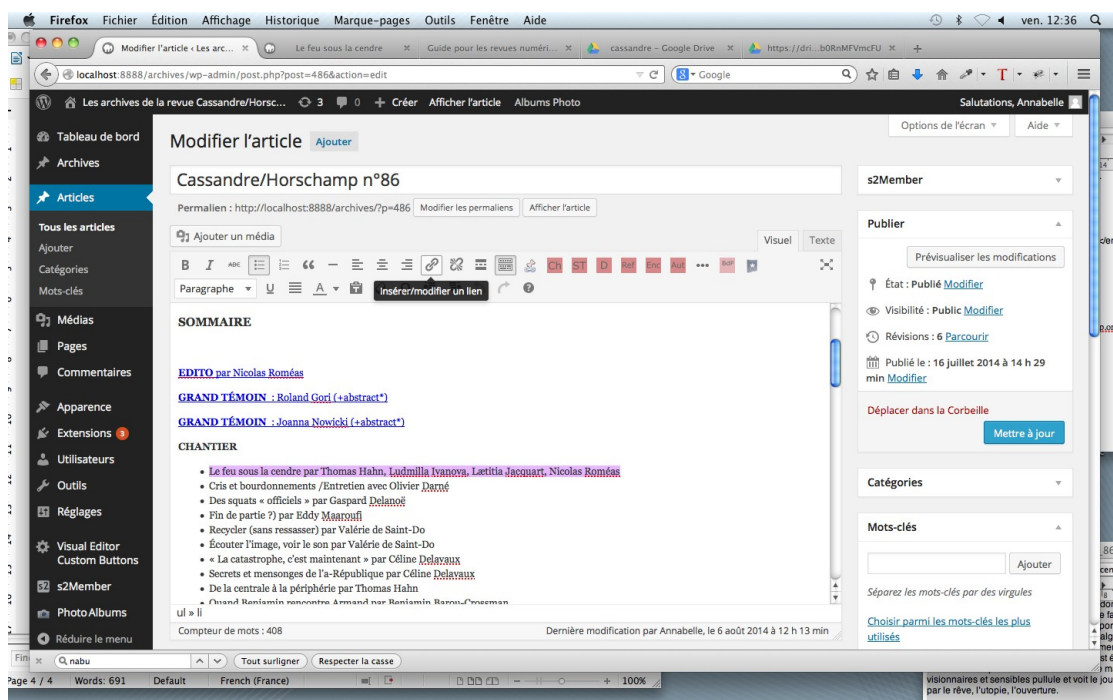 Firefox Fichier Édition Affichage Historique Marque-pages Outils Fenêtre Aide ven. 12:36
Modifier l'article ‹ Les arc... Le feu sous la cendre Guide pour les revues numéri... cassandre – Google Drive https://dri...b0RnMFVmcFU
localhost:8888/archives/wp-admin/post.php?post=486&action=edit Google
Les archives de la revue Cassandre/Horsc... 3 0 Créer Afficher l'article Albums Photo Salutations, Annabelle
Options de l'écran Aide
Tableau de bord
Archives
Articles
Tous les articles
Ajouter
Catégories
Mots-clés
Médias
Pages
Commentaires
Apparence
Extensions 3
Utilisateurs
Outils
Réglages
Visual Editor
Custom Buttons
s2Member
PhotoAlbums
Réduire le menu
Modifier l'article Ajouter
Cassandre/Horschamp n°86
Permalien : http://localhost:8888/archives/?p=486 Modifier les permaliens Afficher l'article
Ajouter un média Visuel Texte
B I ABC Ch ST D Ref Enc Aut
Paragraphe U A
Insérer/modifier un lien
SOMMAIRE
EDITO par Nicolas Roméas
GRAND TÉMOIN : Roland Gori (+abstract*)
GRAND TÉMOIN : Joanna Nowicki (+abstract*)
CHANTIER
• Le feu sous la cendre par Thomas Hahn, Ludmilla Ivanova, Lætitia Jacquart, Nicolas Roméas
• Cris et bourdonnements /Entretien avec Olivier Darné
• Des squats « officiels » par Gaspard Delanoë
• Fin de partie ?) par Eddy Maaroufi
• Recycler (sans ressasser) par Valérie de Saint-Do
• Écouter l'image, voir le son par Valérie de Saint-Do
• « La catastrophe, c'est maintenant » par Céline Delavaux
• Secrets et mensonges de l'a-République par Céline Delavaux
• De la centrale à la périphérie par Thomas Hahn
• Quand Benjamin rencontre Armand par Benjamin Barou-Crossman
ul » li
Compteur de mots : 408 Dernière modification par Annabelle, le 6 août 2014 à 12 h 13 min
s2Member
Publier
Prévisualiser les modifications
État : Publié Modifier
Visibilité : Public Modifier
Révisions : 6 Parcourir
Publié le : 16 juillet 2014 à 14 h 29
min Modifier
Déplacer dans la Corbeille
Mettre à jour
Catégories
Mots-clés
Ajouter
Séparez les mots-clés par des virgules
Choisir parmi les mots-clés les plus
utilisés
nabu Tout surligner Respecter la casse
Page 4 / 4 Words: 691 Default French (France) 100%
visionnaires et sensibles pullule et voit le jou
par le rêve, l'utopie, l'ouverture.